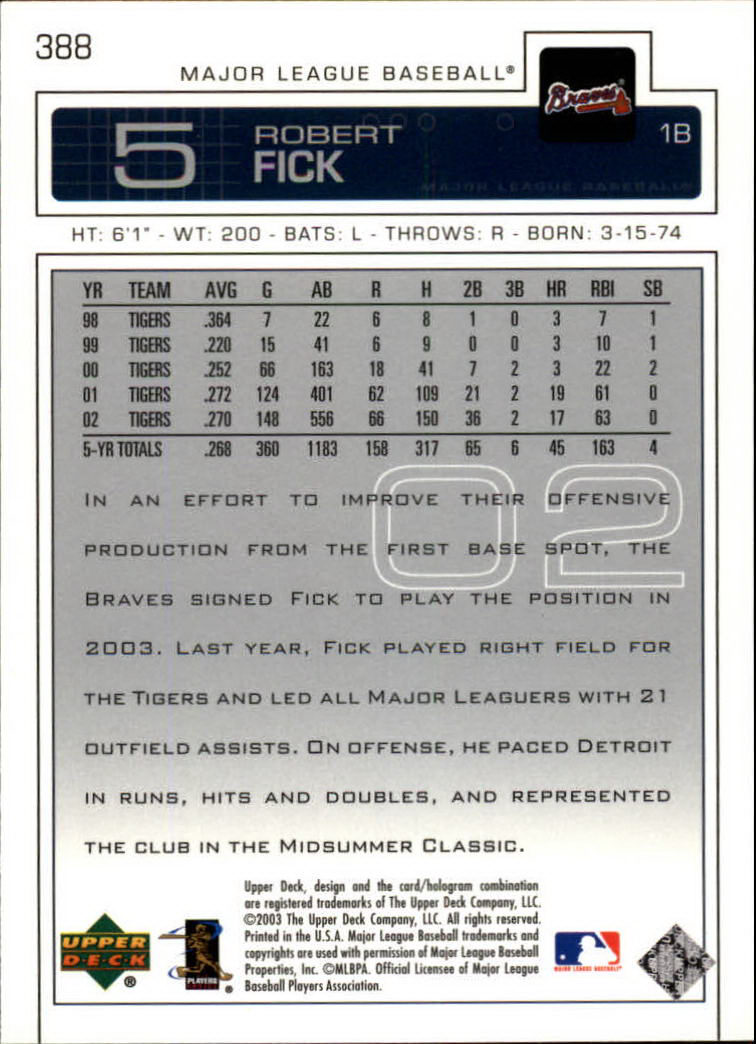 388
MAJOR LEAGUE BASEBALL®
Braves®
5
ROBERT
FICK
1B
MAJOR LEAGUE BASEBALL®
HT: 6'1" - WT: 200 - BATS: L - THROWS: R - BORN: 3-15-74
YR TEAM AVG G AB R H 2B 3B HR RBI SB
98 TIGERS .364 7 22 6 8 1 0 3 7 1
99 TIGERS .220 15 41 6 9 0 0 3 10 1
00 TIGERS .252 66 163 18 41 7 2 3 22 2
01 TIGERS .272 124 401 62 109 21 2 19 61 0
02 TIGERS .270 148 556 66 150 36 2 17 63 0
5-YR TOTALS .268 360 1183 158 317 65 6 45 163 4
02
IN AN EFFORT TO IMPROVE THEIR OFFENSIVE
PRODUCTION FROM THE FIRST BASE SPOT, THE
BRAVES SIGNED FICK TO PLAY THE POSITION IN
2003. LAST YEAR, FICK PLAYED RIGHT FIELD FOR
THE TIGERS AND LED ALL MAJOR LEAGUERS WITH 21
OUTFIELD ASSISTS. ON OFFENSE, HE PACED DETROIT
IN RUNS, HITS AND DOUBLES, AND REPRESENTED
THE CLUB IN THE MIDSUMMER CLASSIC.
Upper Deck, design and the card/hologram combination
are registered trademarks of The Upper Deck Company, LLC.
©2003 The Upper Deck Company, LLC. All rights reserved.
Printed in the U.S.A. Major League Baseball trademarks and
copyrights are used with permission of Major League Baseball
Properties, Inc. ©MLBPA. Official Licensee of Major League
Baseball Players Association.
UPPER
D·E·C·K
®
PLAYERS
®
MAJOR LEAGUE BASEBALL®